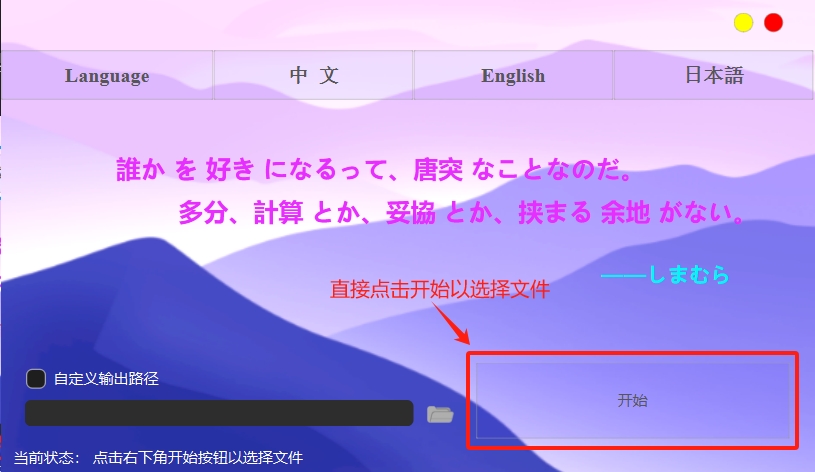 Language 中 文 English 日本語
誰か を 好き になるって、唐突 なことなのだ。
多分、計算 とか、妥協 とか、挟まる 余地 がない。
——しまむら
直接点击开始以选择文件
自定义输出路径
开始
当前状态： 点击右下角开始按钮以选择文件